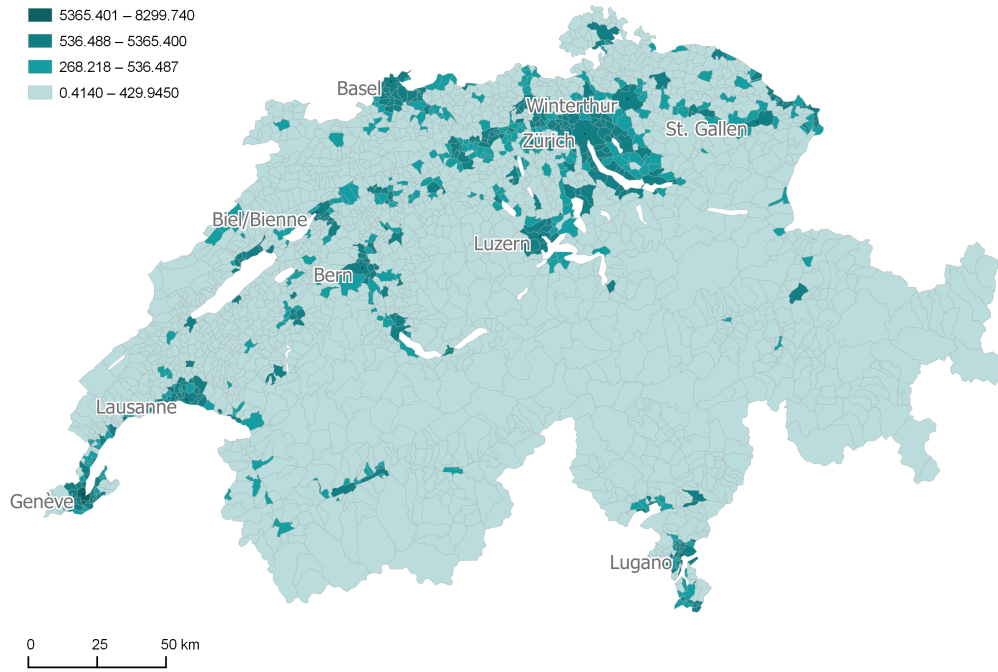 5365.401 – 8299.740
536.488 – 5365.400
268.218 – 536.487
0.4140 – 429.9450
Basel
Winterthur
St. Gallen
Zürich
Biel/Bienne
Luzern
Bern
Lausanne
Genève
Lugano
0 25 50 km